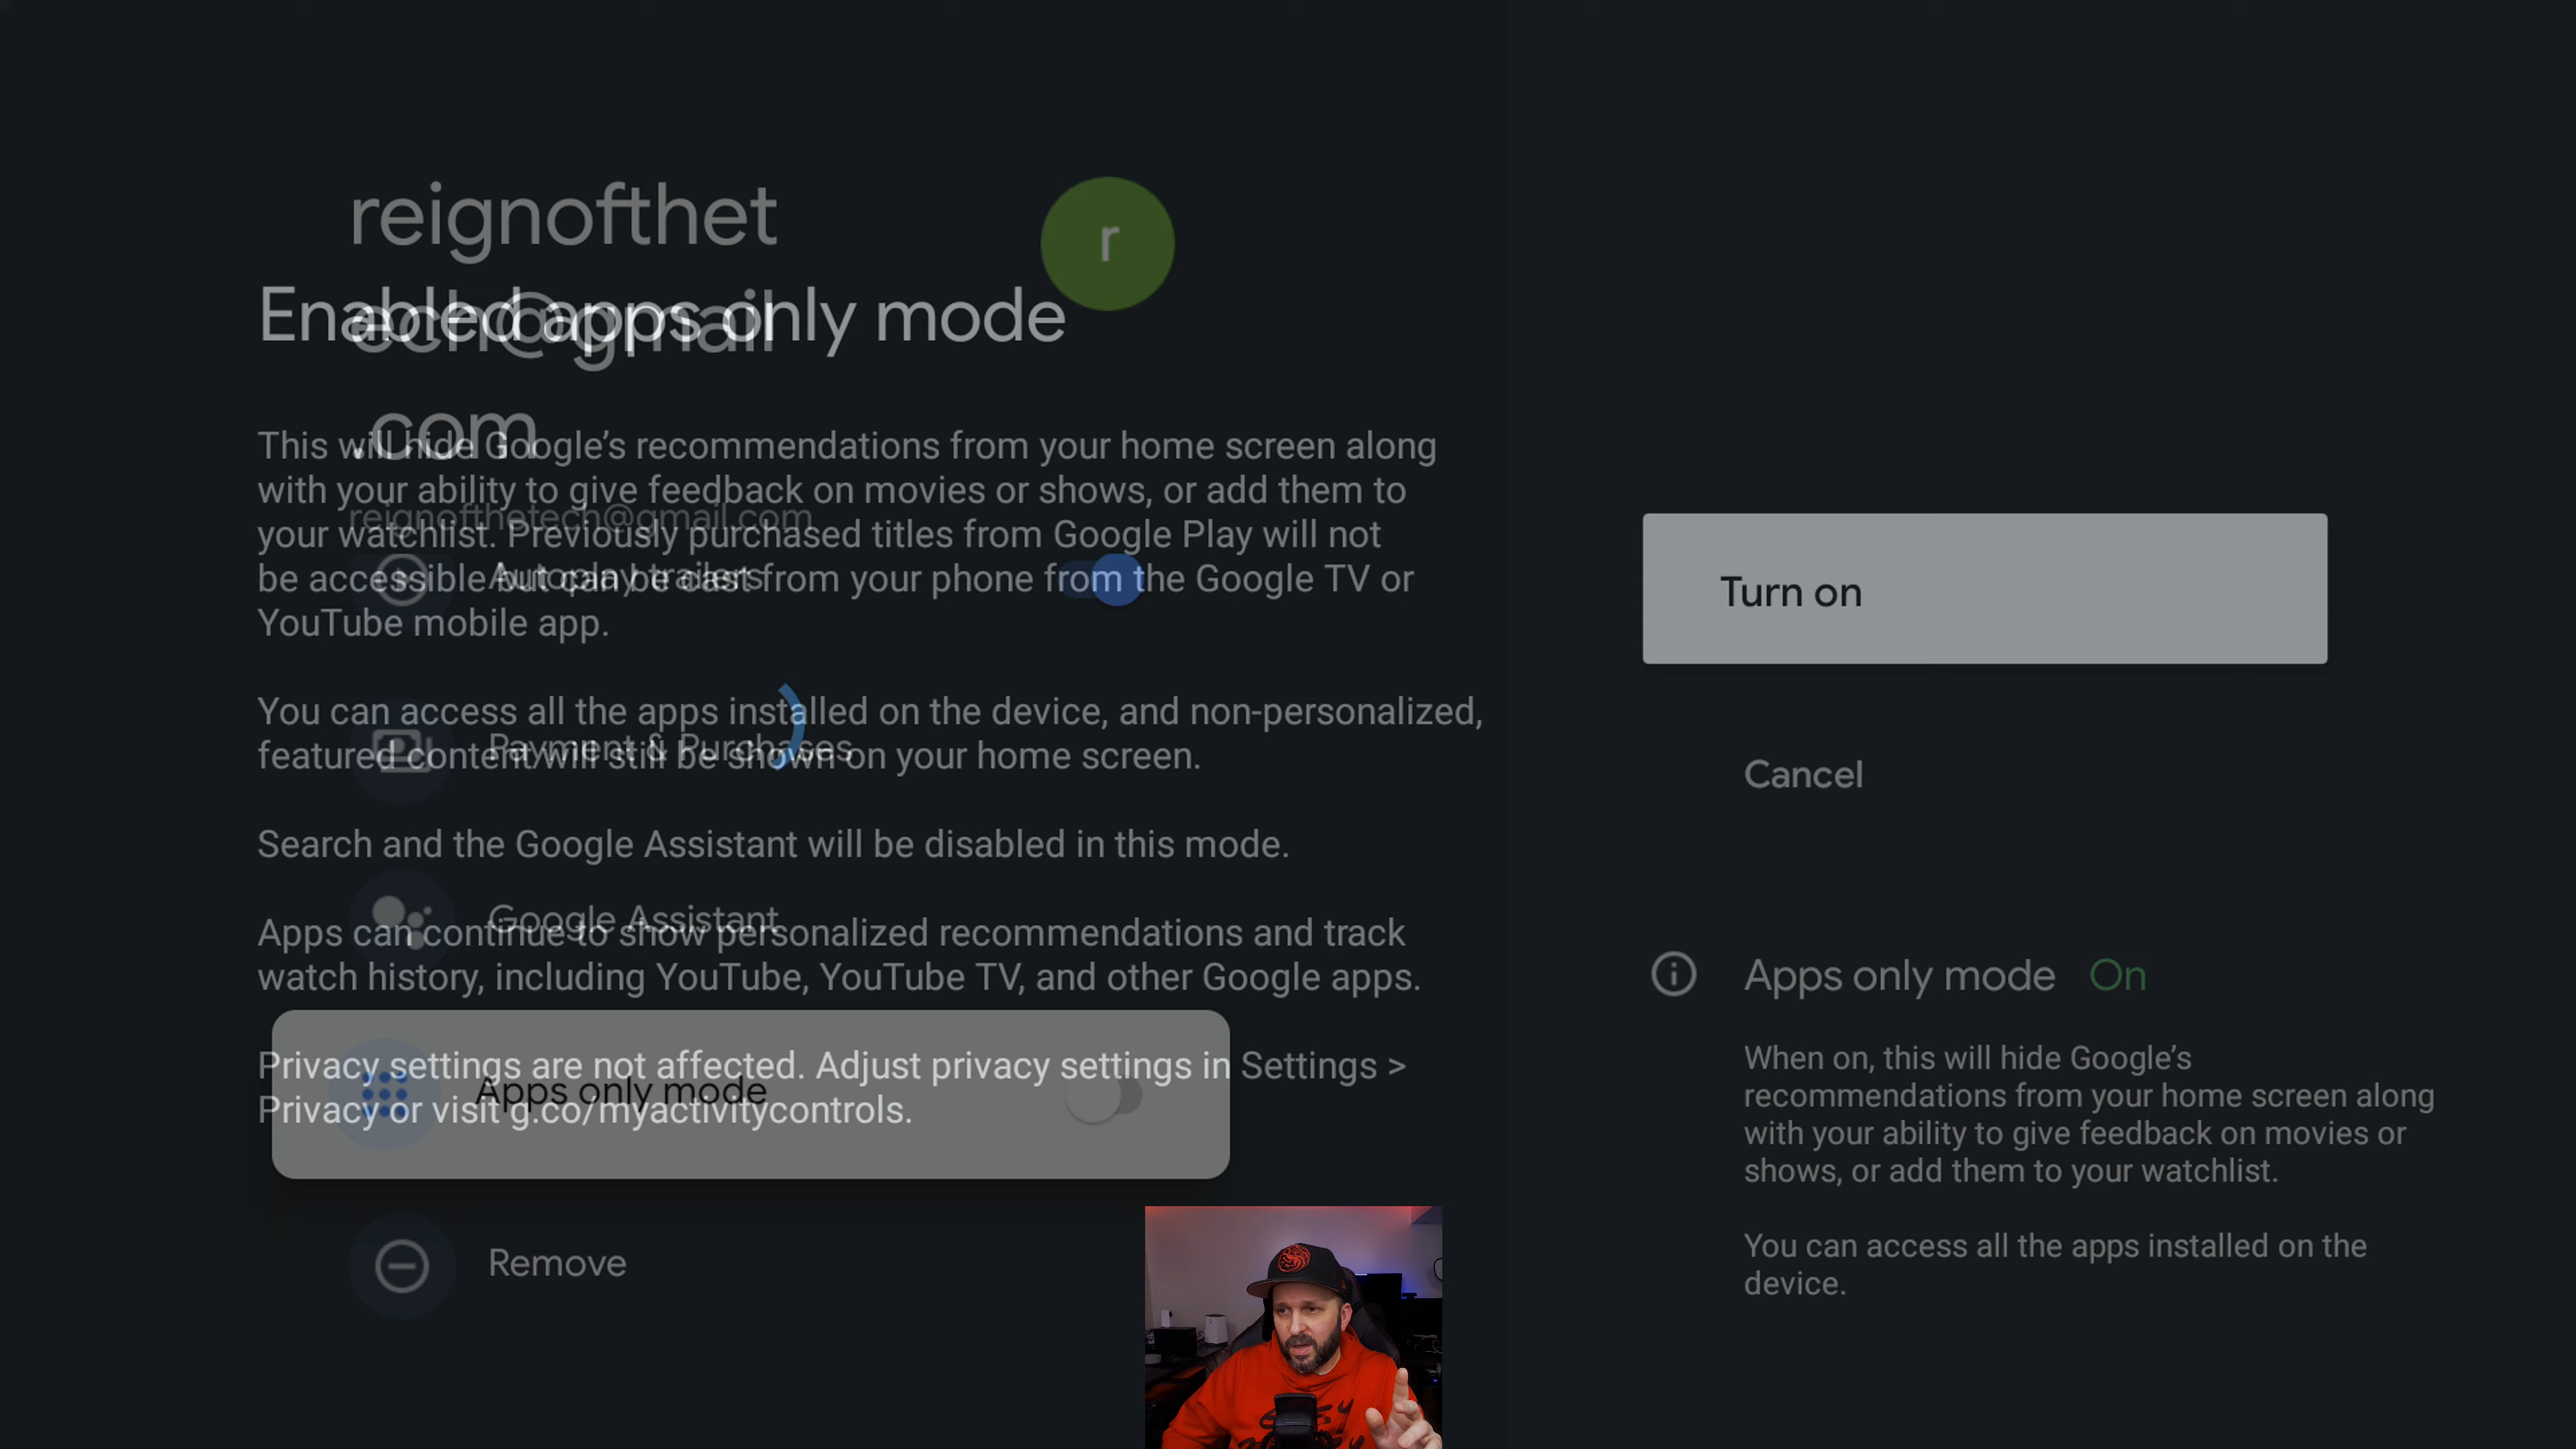 reignofthet
ech@gmail
.com
r
reignofthetech@gmail.com
Autoplay trailers
Payment & Purchases
Google Assistant
Apps only mode
Remove
Enabled apps only mode
This will hide Google’s recommendations from your home screen along
with your ability to give feedback on movies or shows, or add them to
your watchlist. Previously purchased titles from Google Play will not
be accessible but can be cast from your phone from the Google TV or
YouTube mobile app.
You can access all the apps installed on the device, and non-personalized,
featured content will still be shown on your home screen.
Search and the Google Assistant will be disabled in this mode.
Apps can continue to show personalized recommendations and track
watch history, including YouTube, YouTube TV, and other Google apps.
Privacy settings are not affected. Adjust privacy settings in Settings >
Privacy or visit g.co/myactivitycontrols.
Turn on
Cancel
Apps only mode On
When on, this will hide Google’s
recommendations from your home screen along
with your ability to give feedback on movies or
shows, or add them to your watchlist.
You can access all the apps installed on the
device.